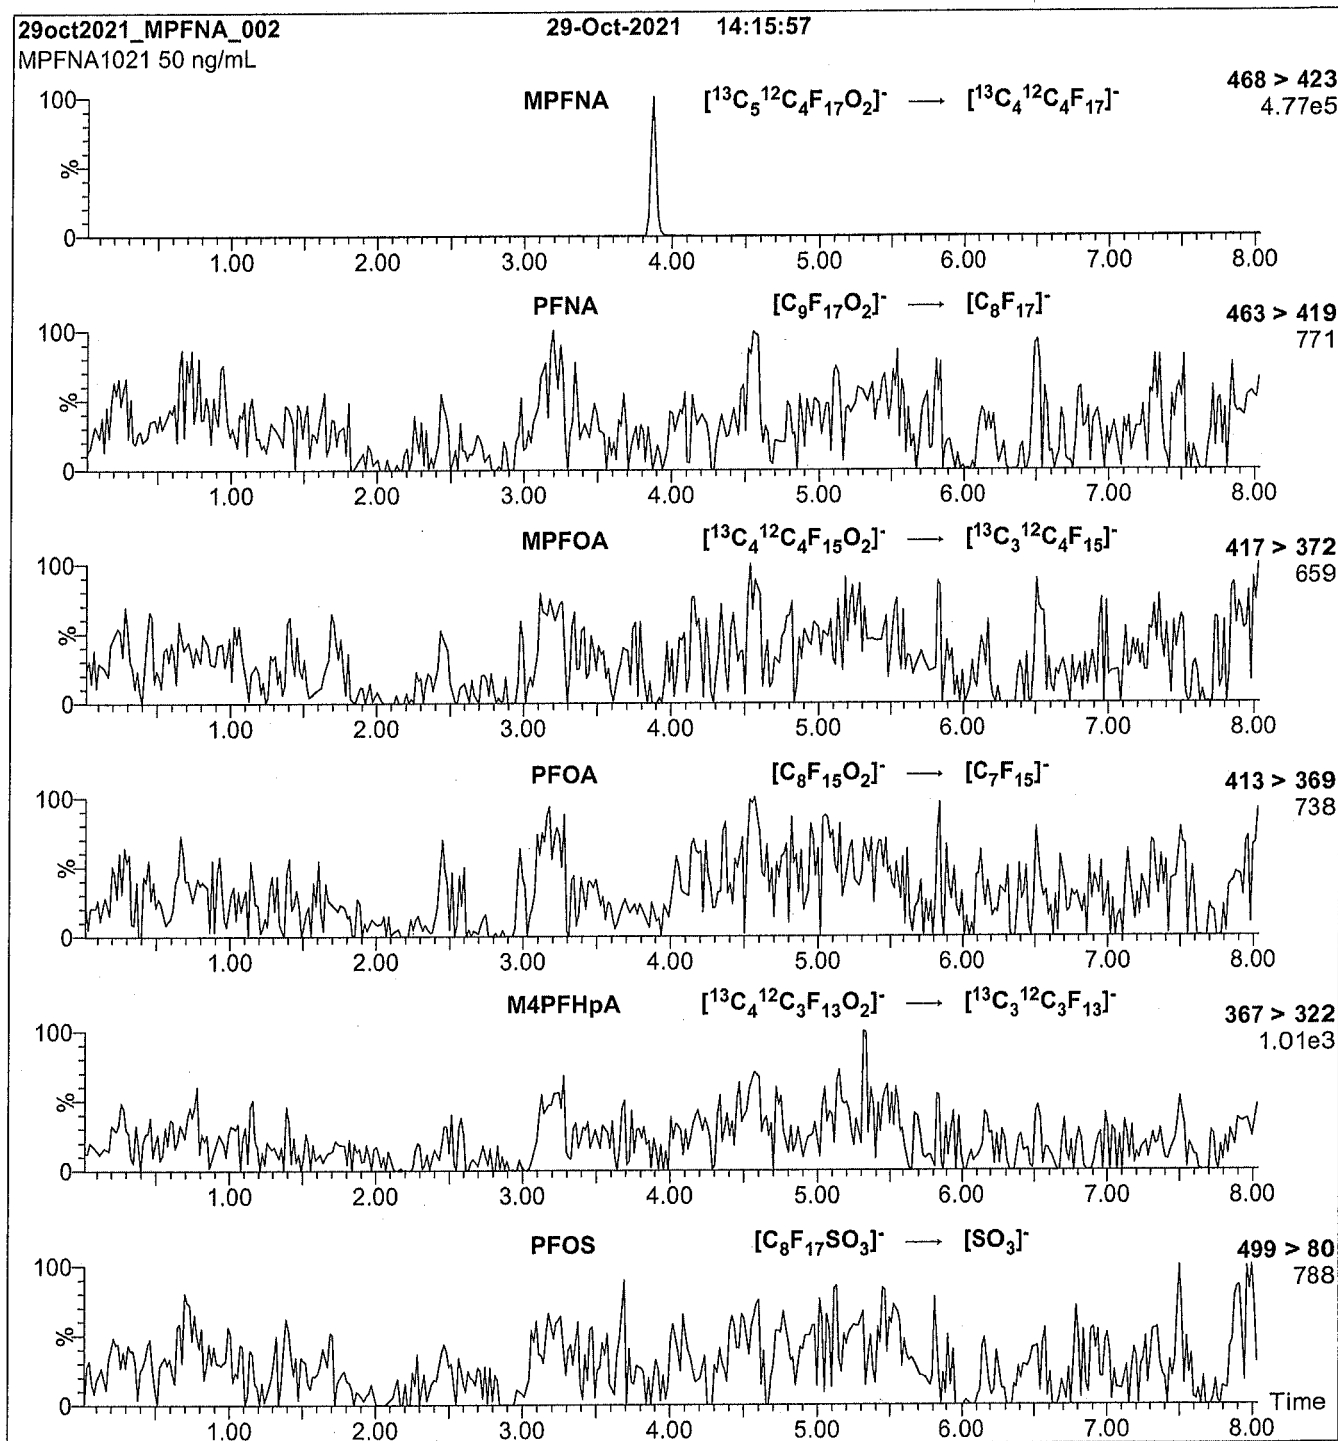 29oct2021_MPFNA_002 29-Oct-2021 14:15:57
MPFNA1021 50 ng/mL
MPFNA [¹³C₅¹²C₄F₁₇O₂]⁻ → [¹³C₄¹²C₄F₁₇]⁻ 468 > 423
4.77e5
100
%
0
1.00 2.00 3.00 4.00 5.00 6.00 7.00 8.00
PFNA [C₉F₁₇O₂]⁻ → [C₈F₁₇]⁻ 463 > 419
771
100
%
0
1.00 2.00 3.00 4.00 5.00 6.00 7.00 8.00
MPFOA [¹³C₄¹²C₄F₁₅O₂]⁻ → [¹³C₃¹²C₄F₁₅]⁻ 417 > 372
659
100
%
0
1.00 2.00 3.00 4.00 5.00 6.00 7.00 8.00
PFOA [C₈F₁₅O₂]⁻ → [C₇F₁₅]⁻ 413 > 369
738
100
%
0
1.00 2.00 3.00 4.00 5.00 6.00 7.00 8.00
M4PFHpA [¹³C₄¹²C₃F₁₃O₂]⁻ → [¹³C₃¹²C₃F₁₃]⁻ 367 > 322
1.01e3
100
%
0
1.00 2.00 3.00 4.00 5.00 6.00 7.00 8.00
PFOS [C₈F₁₇SO₃]⁻ → [SO₃]⁻ 499 > 80
788
100
%
0
Time
1.00 2.00 3.00 4.00 5.00 6.00 7.00 8.00